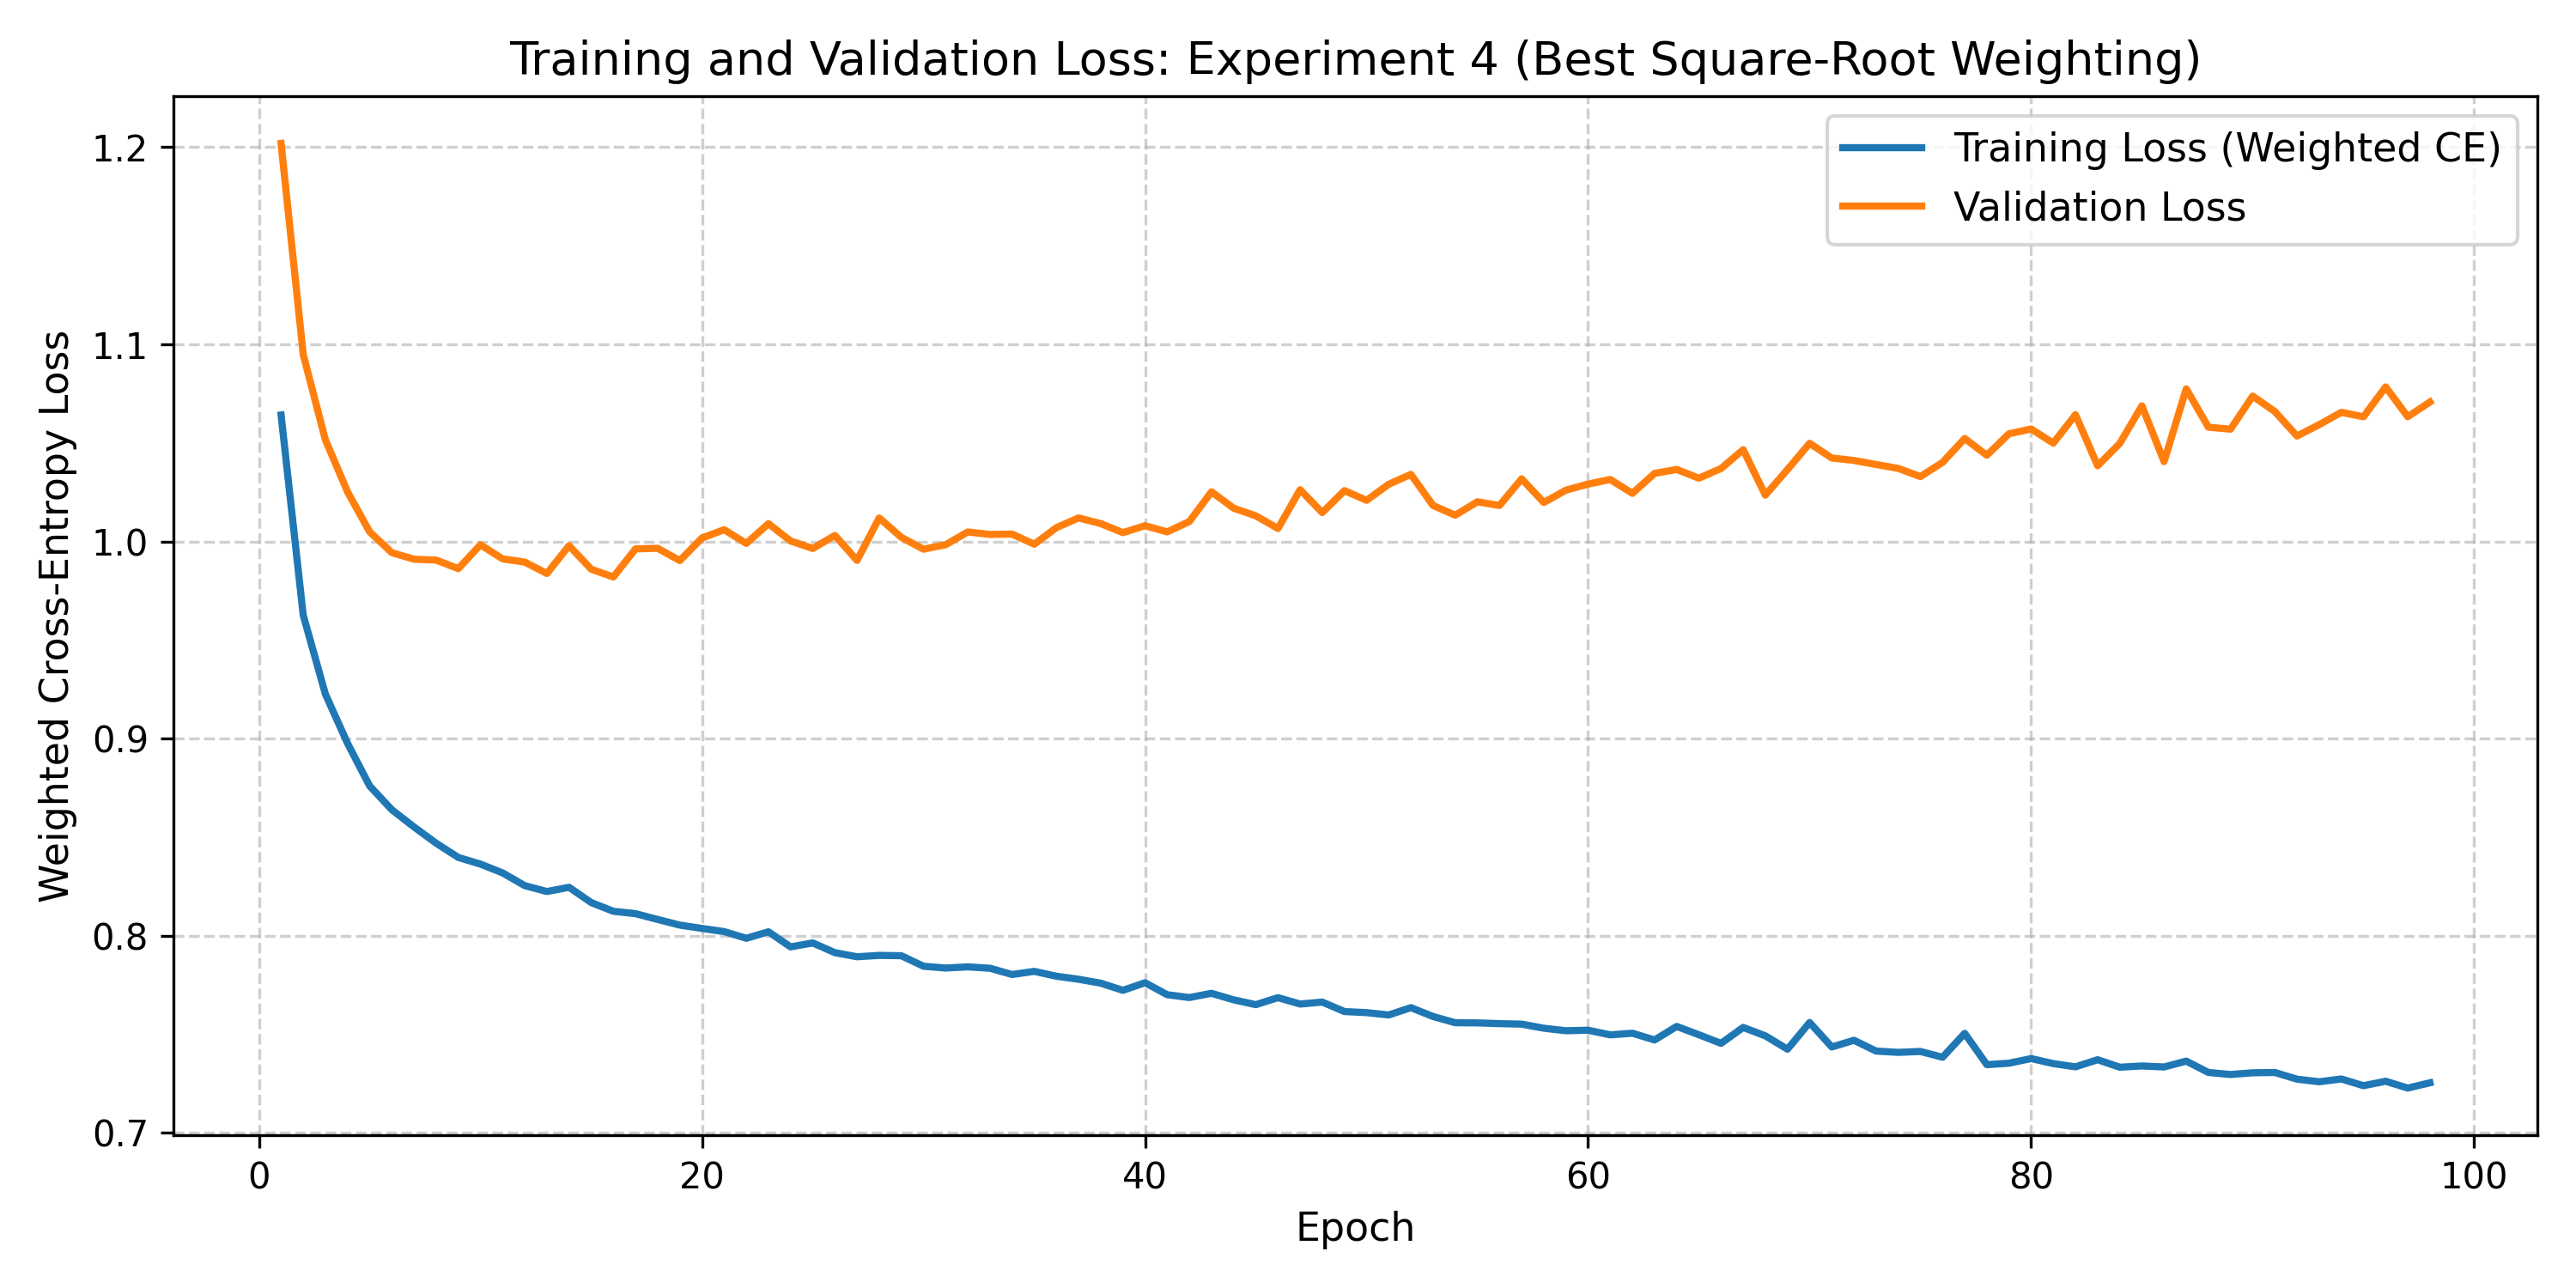 Training and Validation Loss: Experiment 4 (Best Square-Root Weighting)
Training Loss (Weighted CE)
Validation Loss
Weighted Cross-Entropy Loss
1.2
1.1
1.0
0.9
0.8
0.7
0 20 40 60 80 100
Epoch